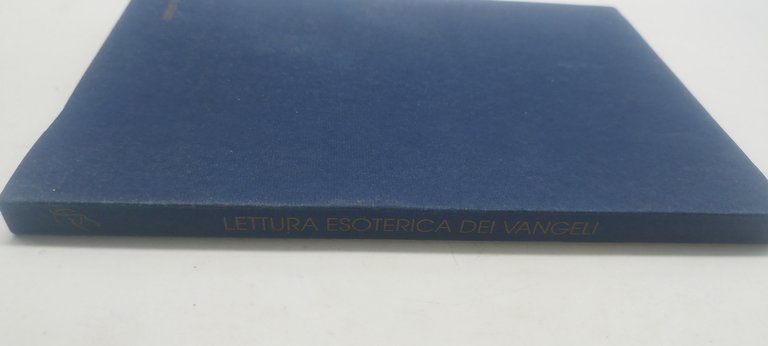 LETTURA ESOTERICA DEI VANGELI